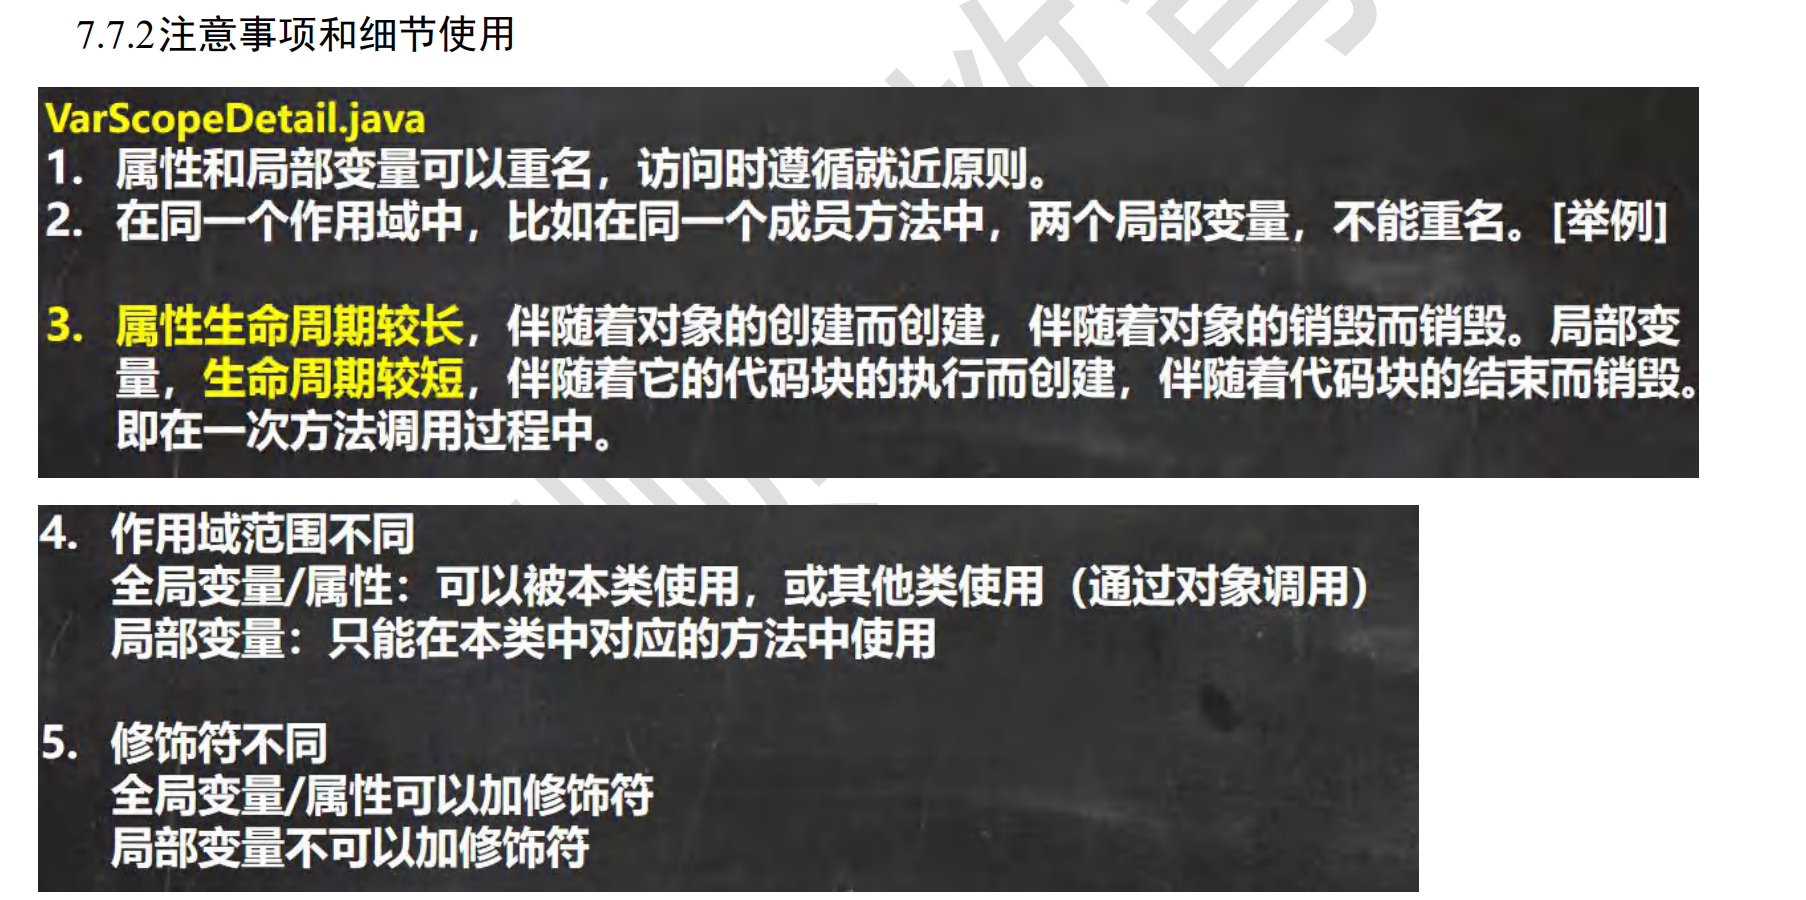 7.7.2注意事项和细节使用
VarScopeDetail.java
1. 属性和局部变量可以重名，访问时遵循就近原则。
2. 在同一个作用域中，比如在同一个成员方法中，两个局部变量，不能重名。[举例]
3. 属性生命周期较长，伴随着对象的创建而创建，伴随着对象的销毁而销毁。局部变
量，生命周期较短，伴随着它的代码块的执行而创建，伴随着代码块的结束而销毁。
即在一次方法调用过程中。
4. 作用域范围不同
全局变量/属性：可以被本类使用，或其他类使用（通过对象调用）
局部变量：只能在本类中对应的方法中使用
5. 修饰符不同
全局变量/属性可以加修饰符
局部变量不可以加修饰符